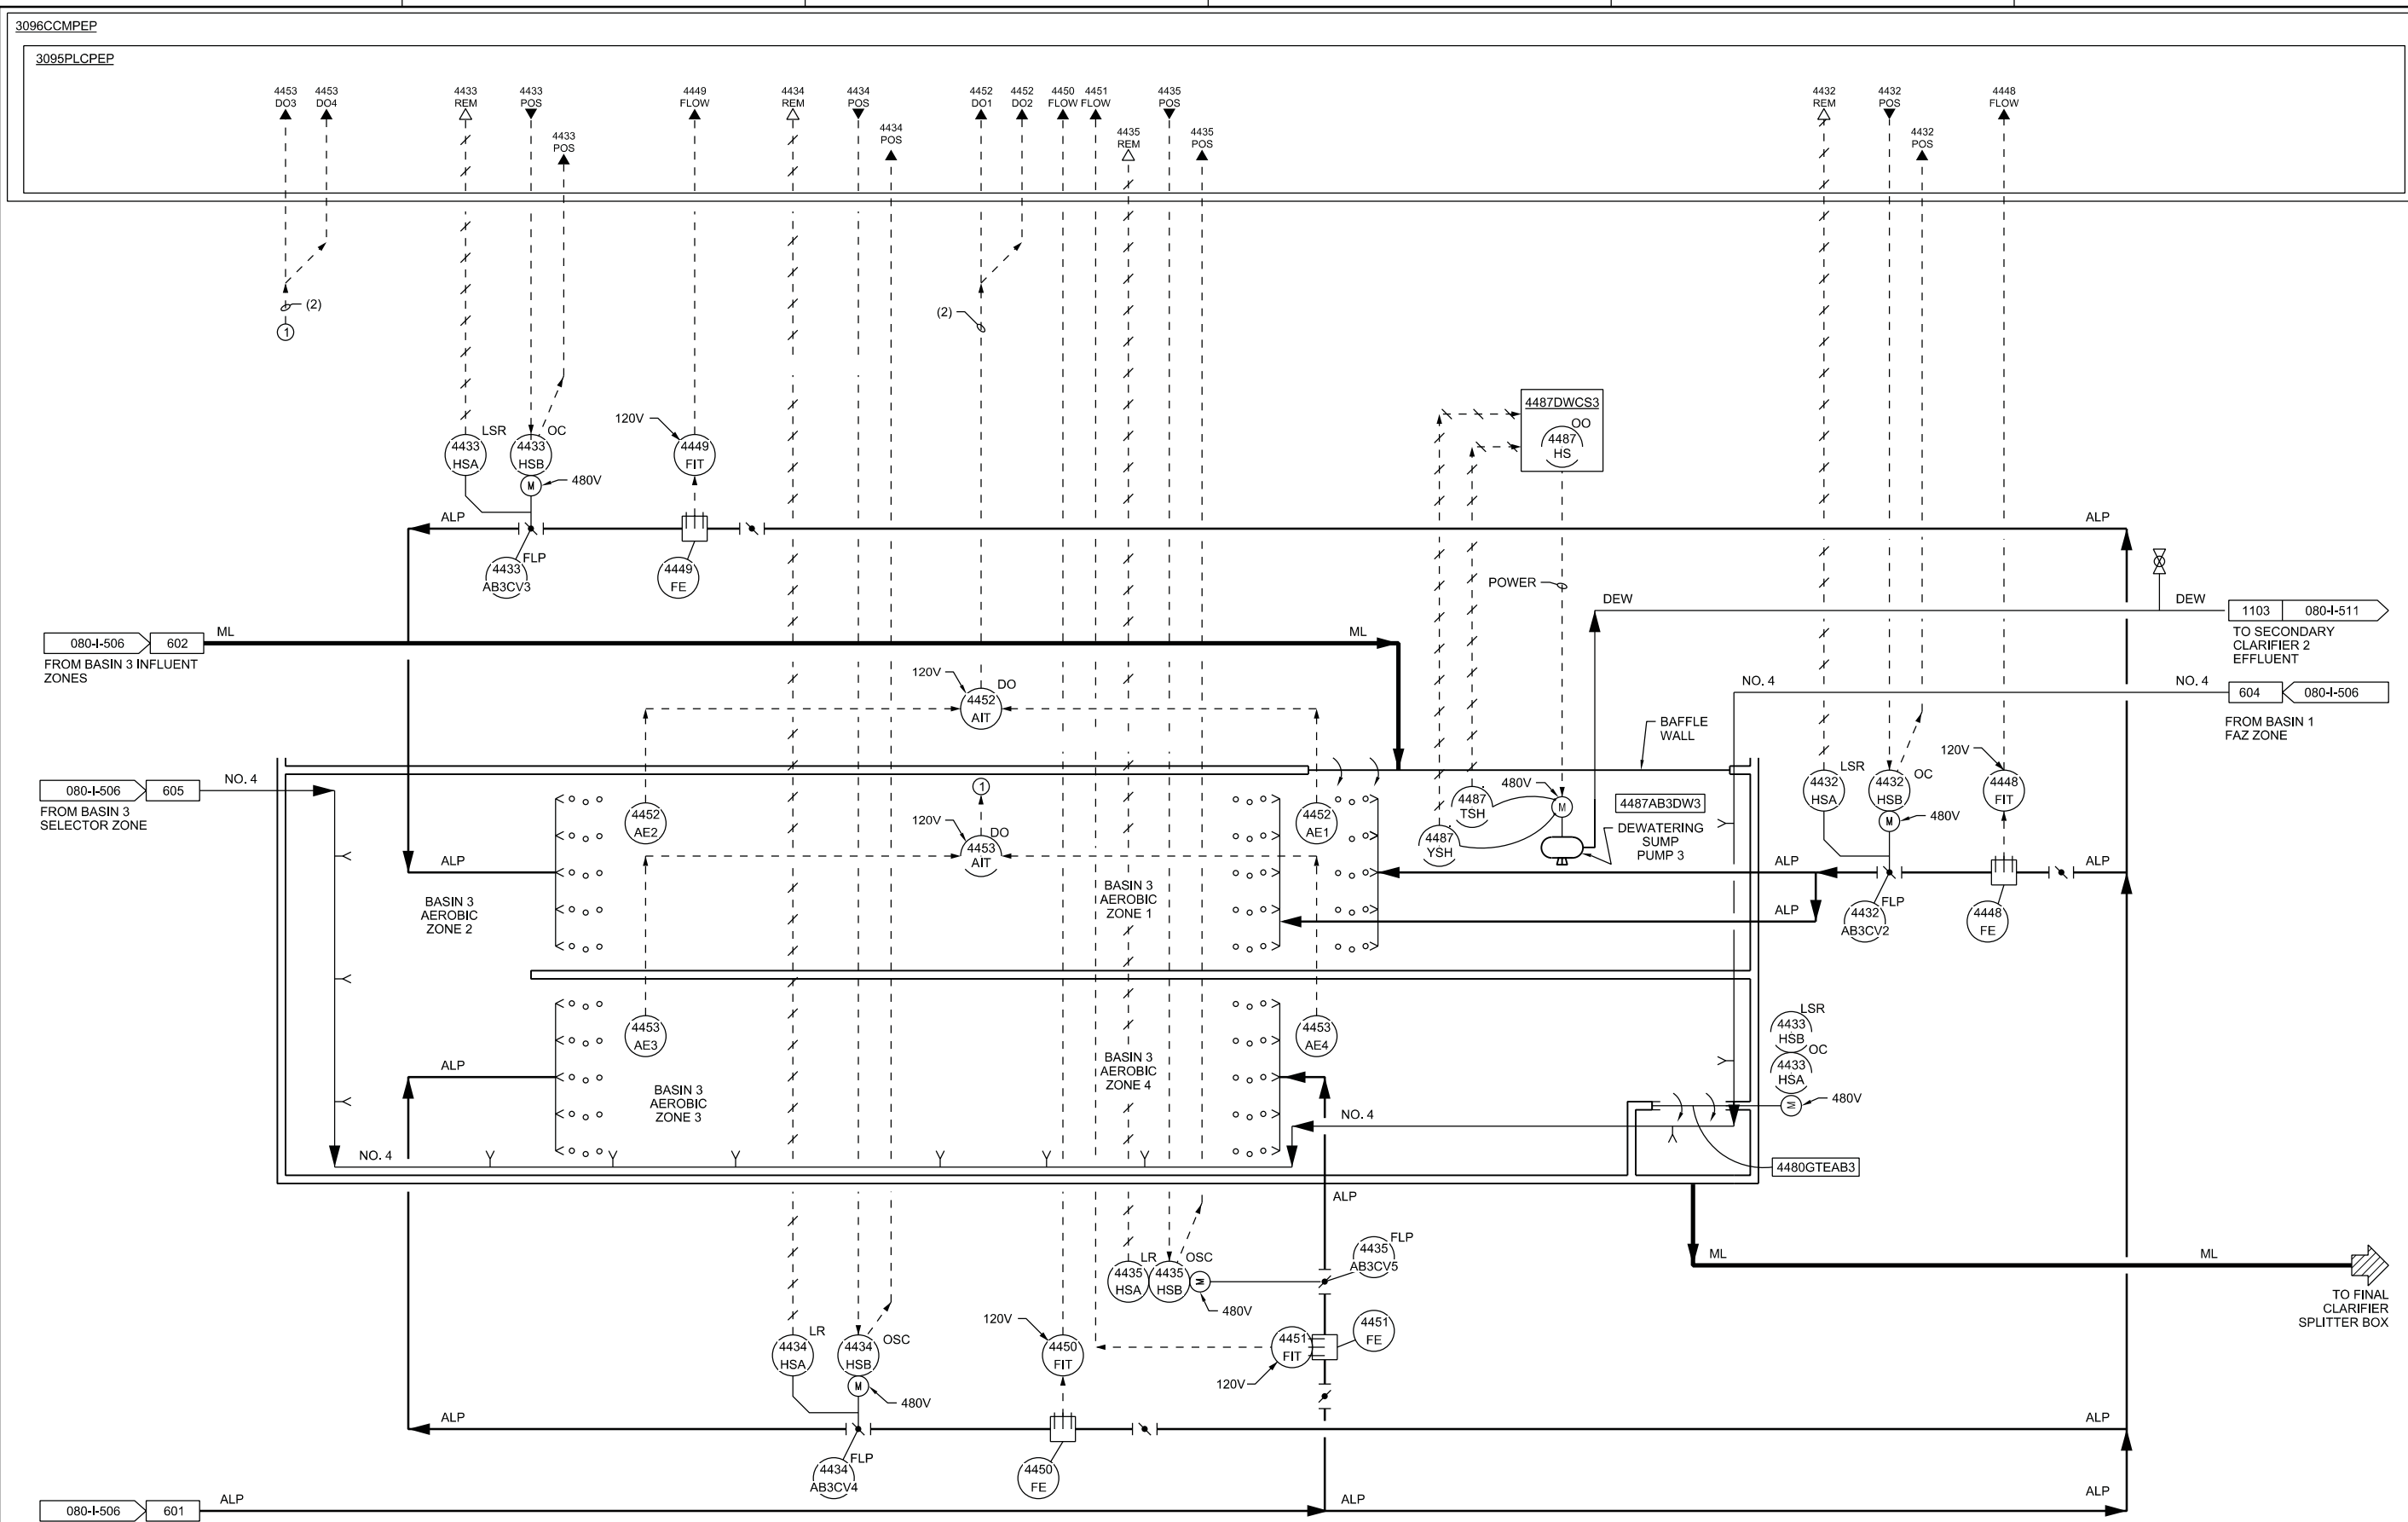 3096CCMPEP
3095PLCPEP
4453
DO3
4453
DO4
4433
REM
4433
POS
4433
POS
4449
FLOW
4434
REM
4434
POS
4434
POS
4452
DO1
4452
DO2
4450
FLOW
4451
FLOW
4435
REM
4435
POS
4435
POS
4432
REM
4432
POS
4432
POS
4448
FLOW
(2)
1
(2)
4433
HSA
LSR
4433
HSB
OC
M
480V
120V
4449
FIT
4487DWCS3
OO
4487
HS
ALP
ALP
FLP
4433
AB3CV3
4449
FE
POWER
DEW
DEW
1103
080-I-511
TO SECONDARY
CLARIFIER 2
EFFLUENT
080-I-506
602
ML
ML
FROM BASIN 3 INFLUENT
ZONES
120V
DO
4452
AIT
NO. 4
NO. 4
604
080-I-506
FROM BASIN 1
FAZ ZONE
BAFFLE
WALL
080-I-506
605
NO. 4
FROM BASIN 3
SELECTOR ZONE
4452
AE2
1
120V
DO
4453
AIT
4452
AE1
480V
4487
TSH
M
4487AB3DW3
4487
YSH
DEWATERING
SUMP
PUMP 3
4432
HSA
LSR
4432
HSB
OC
M
480V
120V
4448
FIT
ALP
ALP
ALP
ALP
BASIN 3
AEROBIC
ZONE 2
BASIN 3
AEROBIC
ZONE 1
FLP
4432
AB3CV2
4448
FE
4453
AE3
4453
AE4
LSR
4433
HSB
OC
4433
HSA
M
480V
ALP
BASIN 3
AEROBIC
ZONE 3
BASIN 3
AEROBIC
ZONE 4
NO. 4
NO. 4
4480GTEAB3
ALP
FLP
4435
AB3CV5
LR
4435
HSA
OSC
4435
HSB
M
480V
ML
ML
TO FINAL
CLARIFIER
SPLITTER BOX
LR
4434
HSA
OSC
4434
HSB
M
480V
120V
4450
FIT
4451
FIT
4451
FE
120V
ALP
ALP
FLP
4434
AB3CV4
4450
FE
080-I-506
601
ALP
ALP
ALP